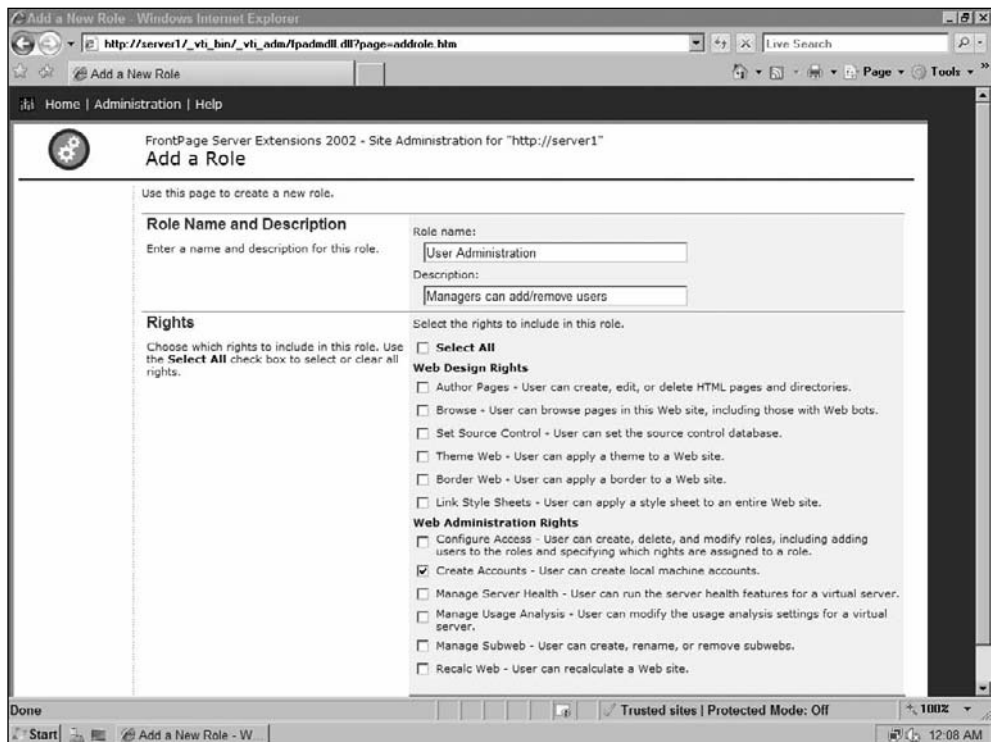 Add a New Role - Windows Internet Explorer
http://server1/_vti_bin/_vti_adm/fpadmdll.dll?page=addrole.htm
Live Search
Add a New Role
Page
Tools
»
Home | Administration | Help
FrontPage Server Extensions 2002 - Site Administration for "http://server1"
Add a Role
Use this page to create a new role.
Role Name and Description
Enter a name and description for this role.
Role name:
User Administration
Description:
Managers can add/remove users
Rights
Choose which rights to include in this role. Use
the Select All check box to select or clear all
rights.
Select the rights to include in this role.
Select All
Web Design Rights
Author Pages - User can create, edit, or delete HTML pages and directories.
Browse - User can browse pages in this Web site, including those with Web bots.
Set Source Control - User can set the source control database.
Theme Web - User can apply a theme to a Web site.
Border Web - User can apply a border to a Web site.
Link Style Sheets - User can apply a style sheet to an entire Web site.
Web Administration Rights
Configure Access - User can create, delete, and modify roles, including adding
users to the roles and specifying which rights are assigned to a role.
Create Accounts - User can create local machine accounts.
Manage Server Health - User can run the server health features for a virtual server.
Manage Usage Analysis - User can modify the usage analysis settings for a virtual
server.
Manage Subweb - User can create, rename, or remove subwebs.
Recalc Web - User can recalculate a Web site.
Done
Trusted sites | Protected Mode: Off
100%
Start
Add a New Role - W...
12:08 AM